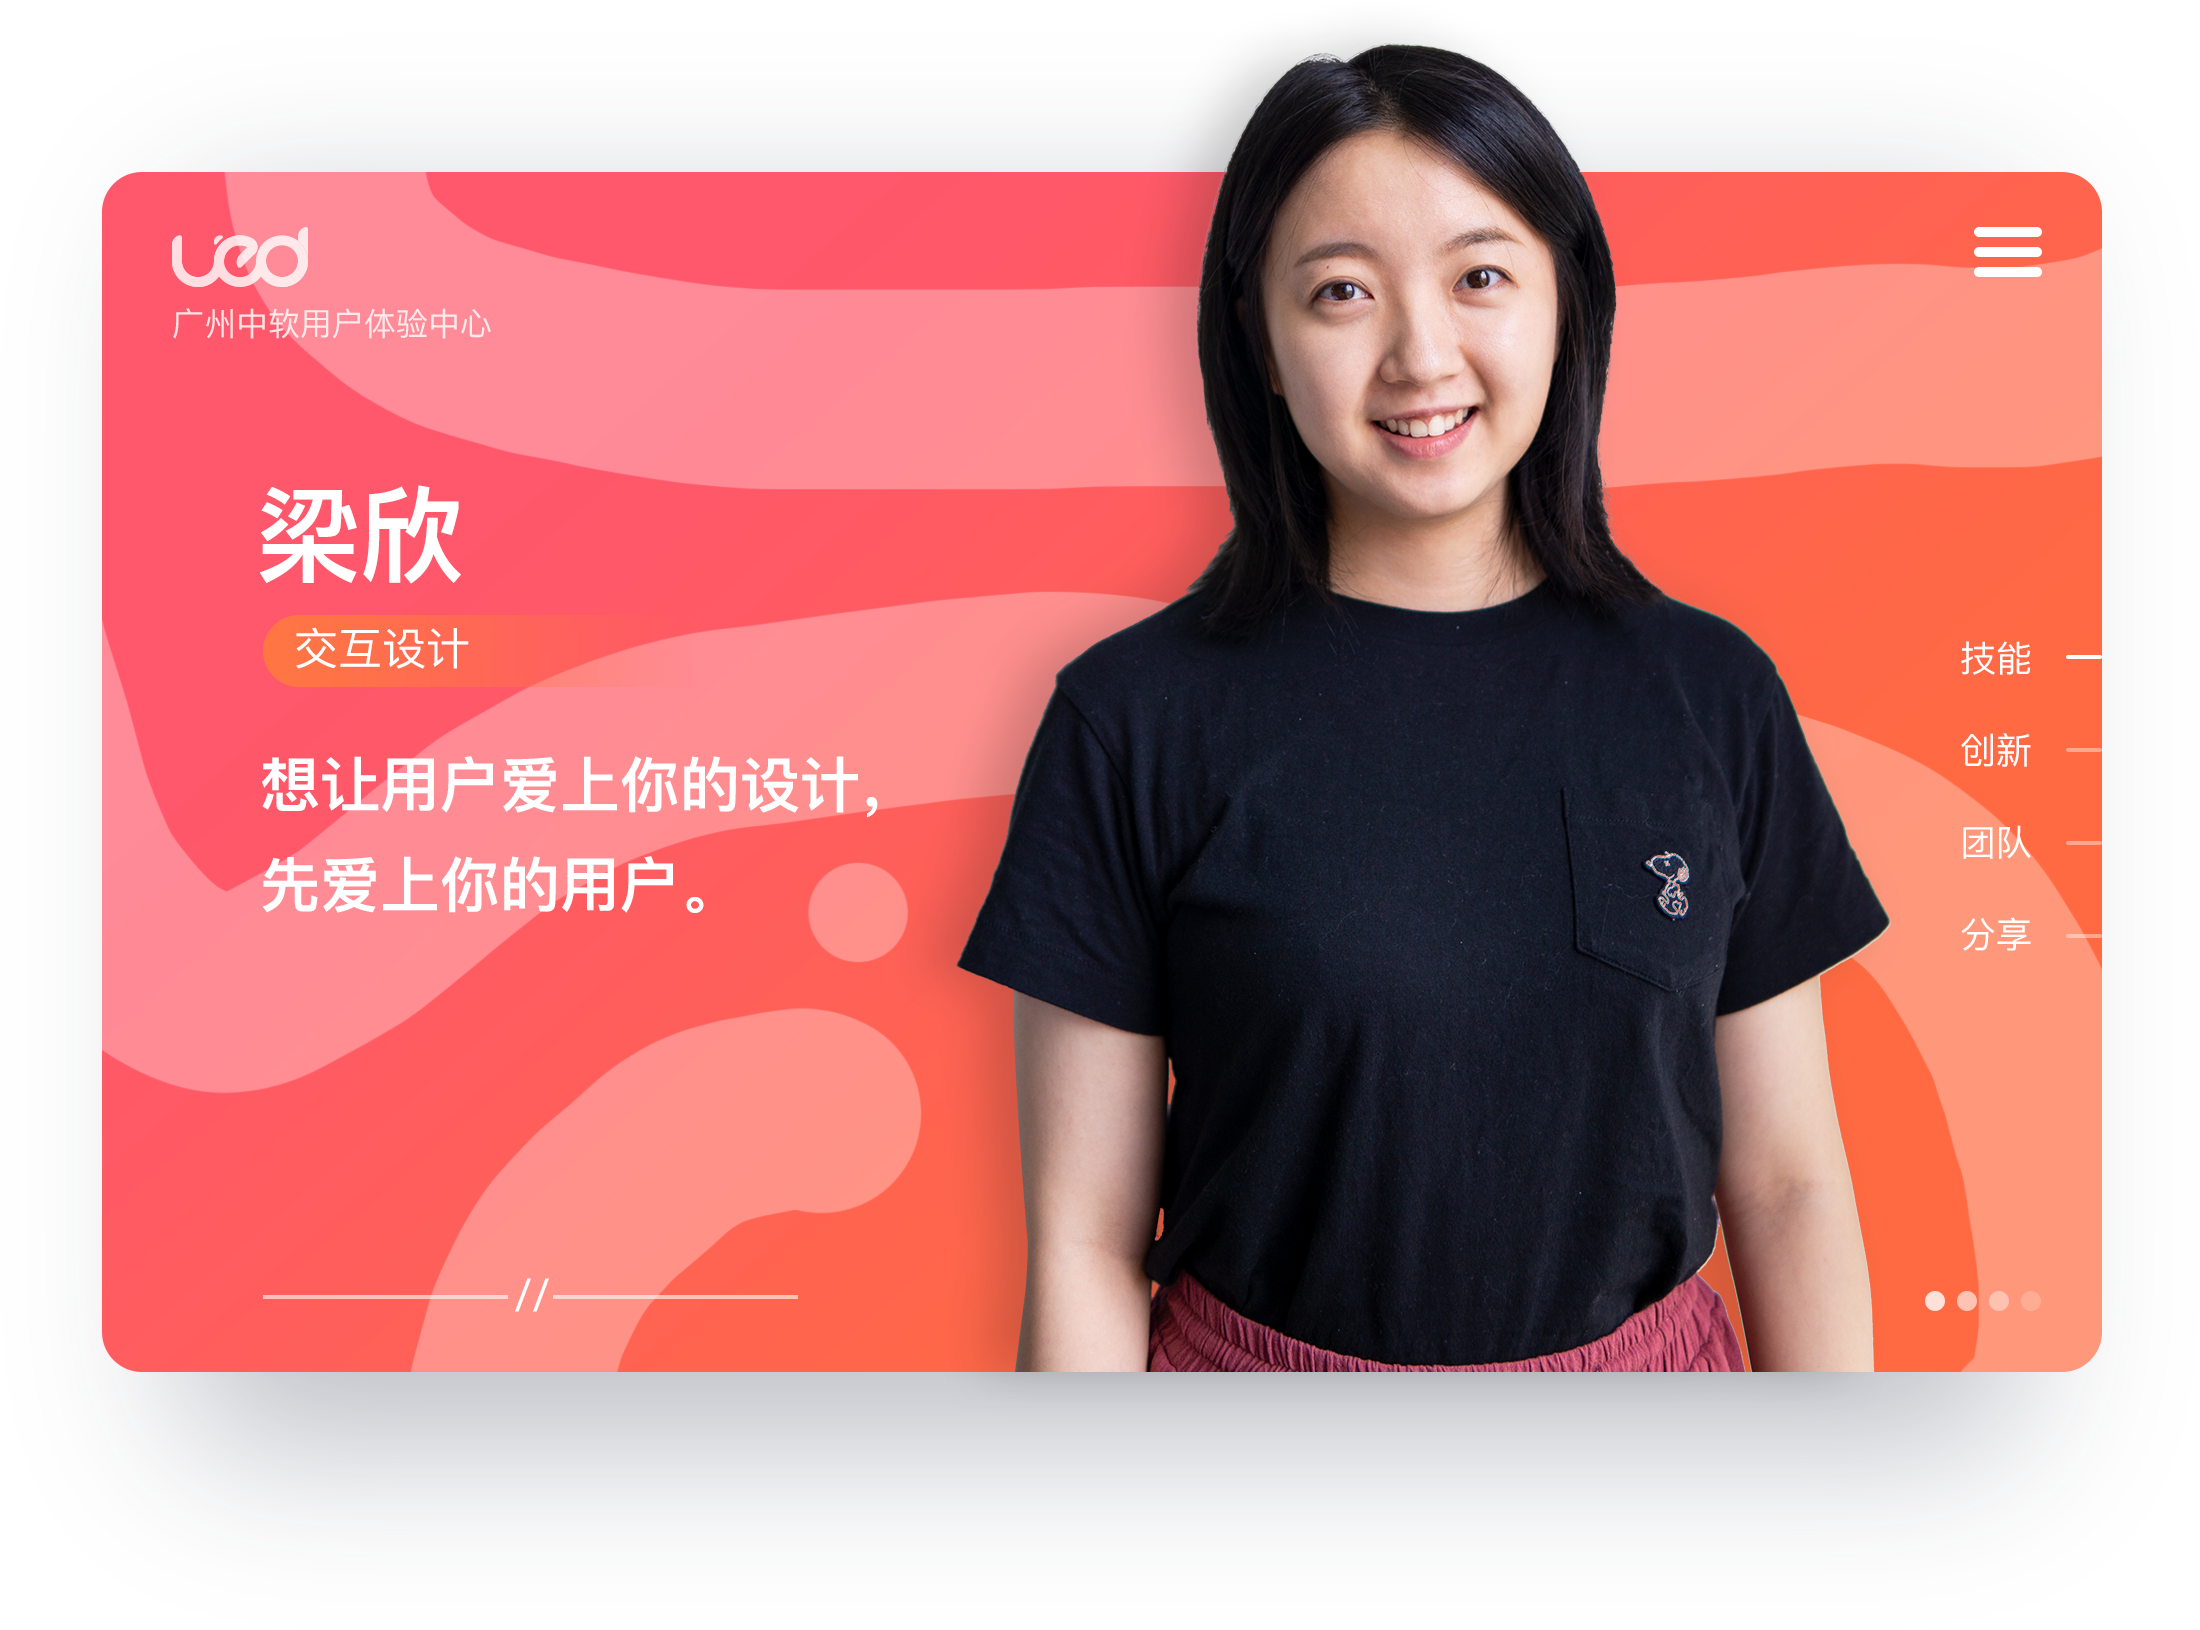 ued
广州中软用户体验中心
梁欣
交互设计
想让用户爱上你的设计，
先爱上你的用户。
//
技能
创新
团队
分享